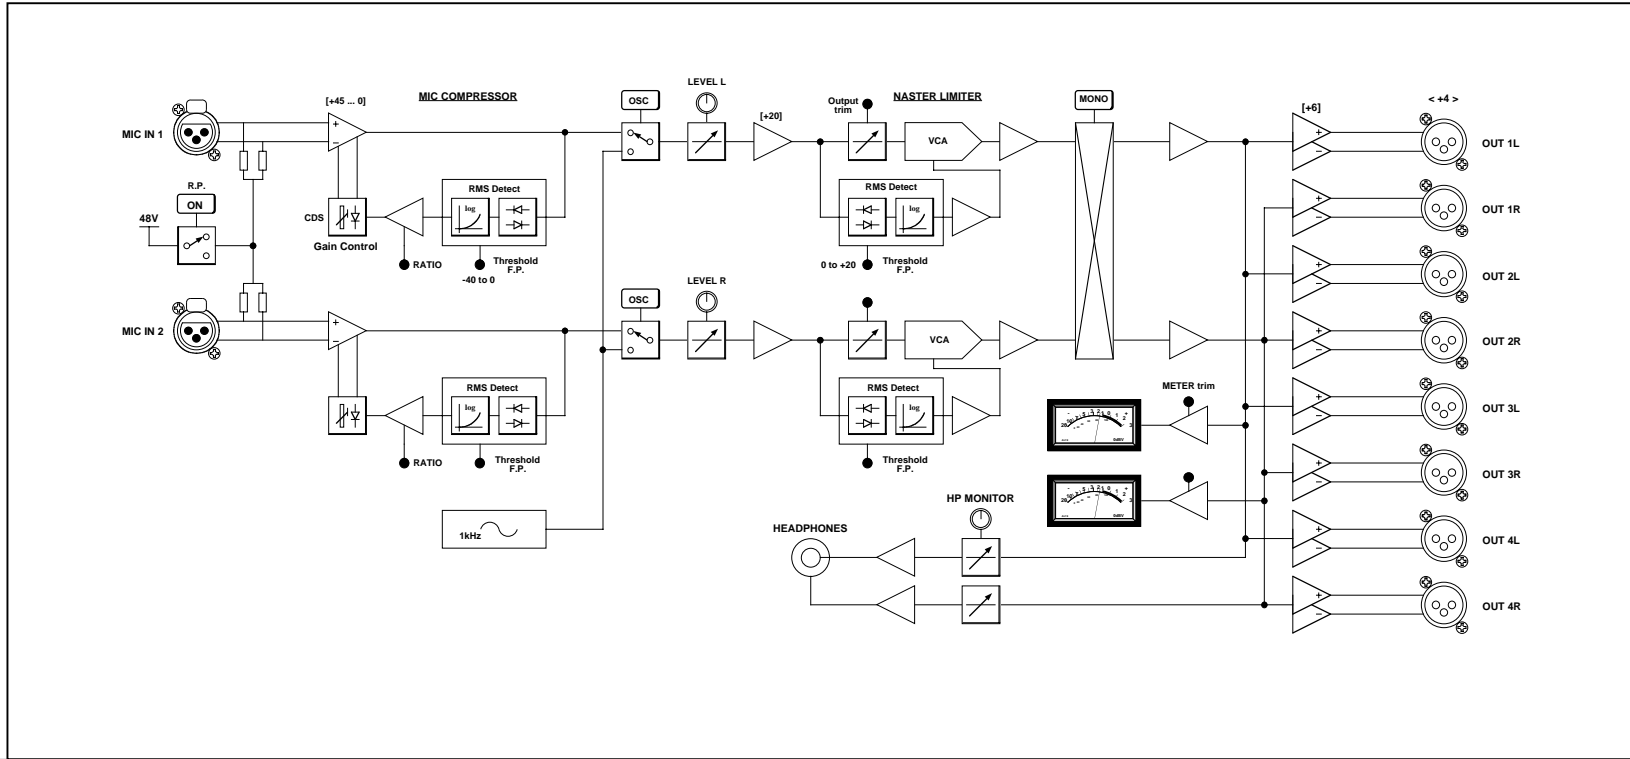 LEVEL L
[+45 ... 0]
MIC COMPRESSOR
OSC
Output
trim
NASTER LIMITER
MONO
< +4 >
[+20]
[+6]
MIC IN 1
+
−
VCA
+
−
OUT 1L
R.P.
ON
48V
CDS
Gain Control
RMS Detect
log
RATIO
-40 to 0
Threshold
F.P.
RMS Detect
log
0 to +20
Threshold
F.P.
+
−
OUT 1R
+
−
OUT 2L
LEVEL R
OSC
MIC IN 2
+
−
VCA
+
−
OUT 2R
RMS Detect
log
RATIO
Threshold
F.P.
RMS Detect
log
Threshold
F.P.
METER trim
+
−
OUT 3L
+
−
OUT 3R
1kHz
HP MONITOR
HEADPHONES
+
−
OUT 4L
+
−
OUT 4R